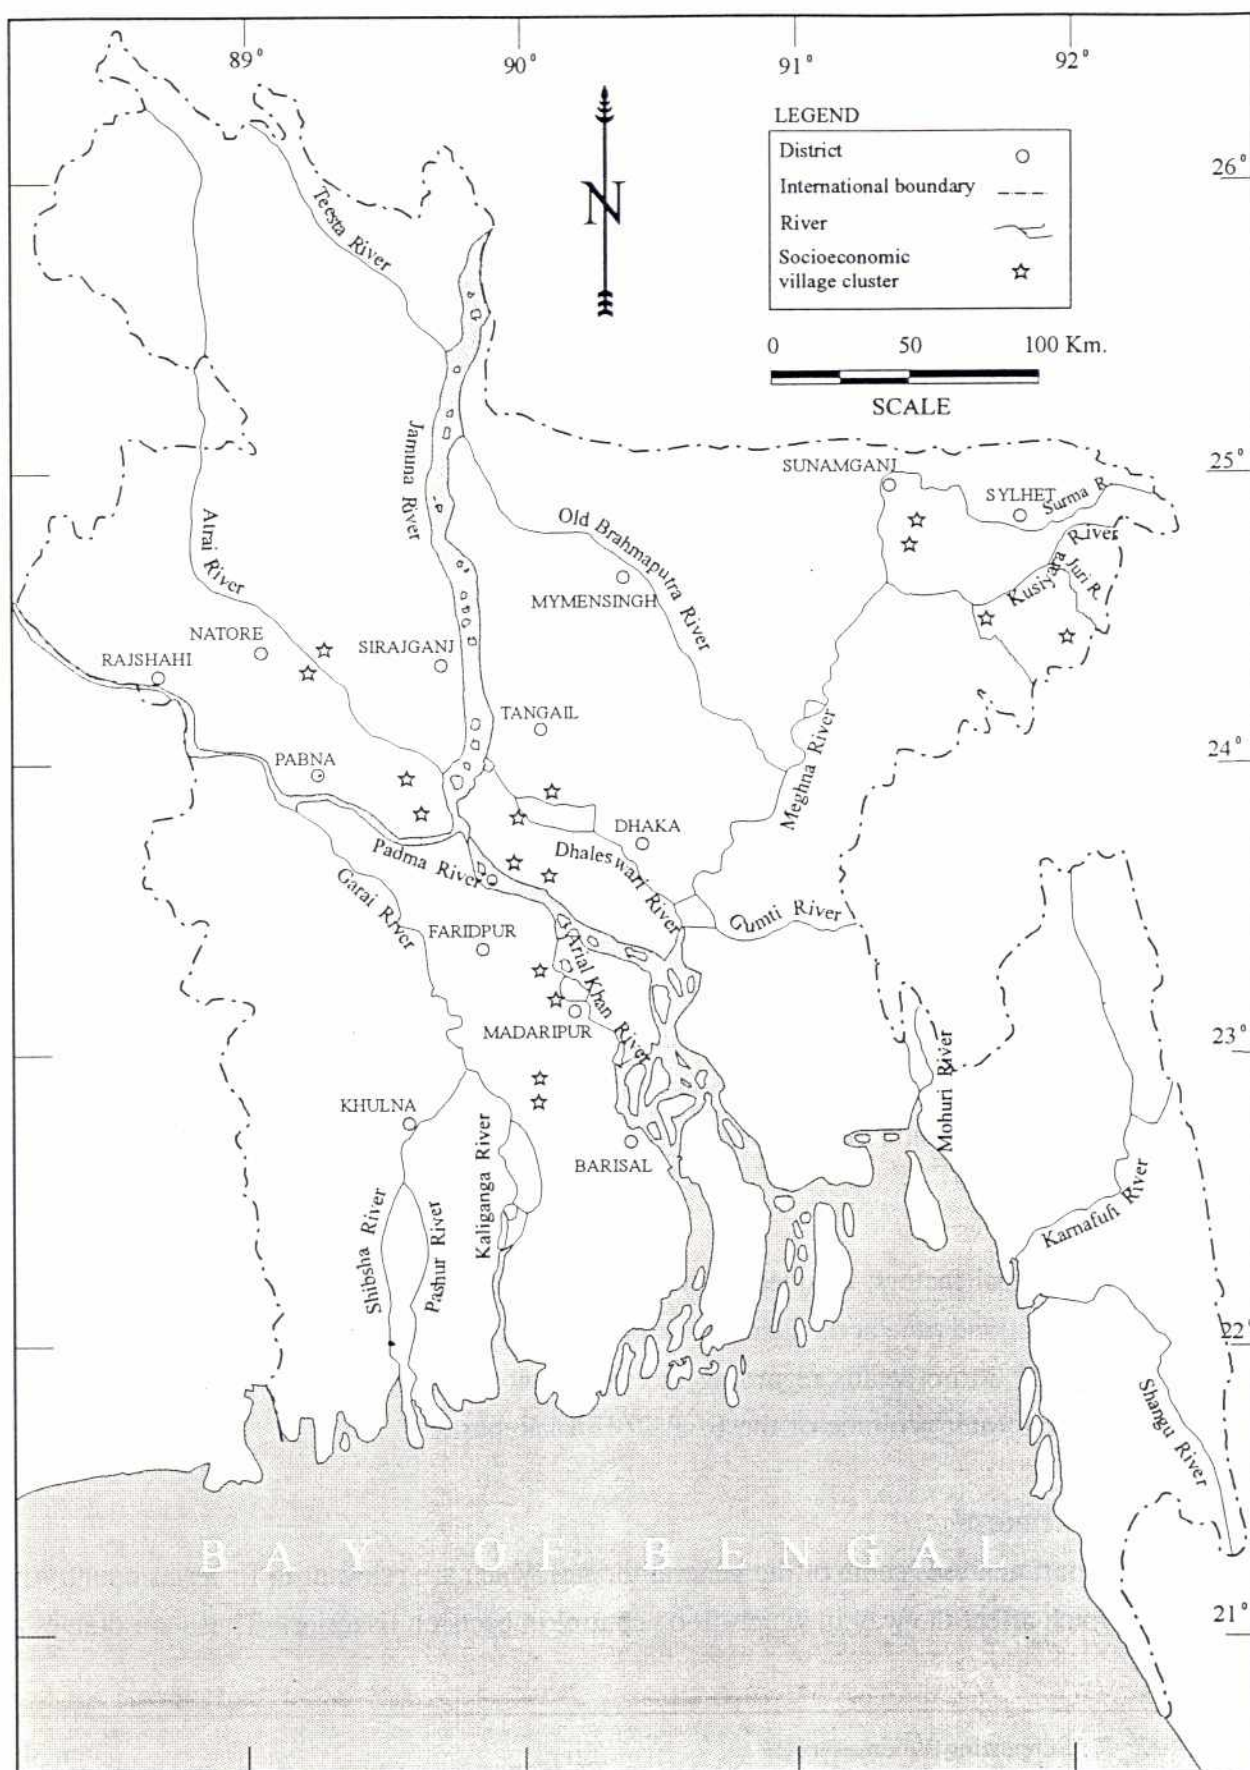 89° 90° 91° 92°
LEGEND
District
International boundary
River
Socioeconomic
village cluster
26°
N
Teesta River
0 50 100 Km.
SCALE
Jamuna River
SUNAMGANJ
25°
SYLHET
Surma R.
Atrai River
Old Brahmaputra River
Kusiyara River
Juri R.
MYMENSINGH
NATORE
SIRAJGANJ
RAJSHAHI
TANGAIL
24°
PABNA
Meghna River
DHAKA
Padma River
Dhaleswari River
Garai River
Gumti River
FARIDPUR
Arial Khan River
MADARIPUR
23°
Mohuri River
KHULNA
BARISAL
Kaliganga River
Shibsha River
Pashur River
Karnafuli River
22°
Shangu River
BAY OF BENGAL
21°